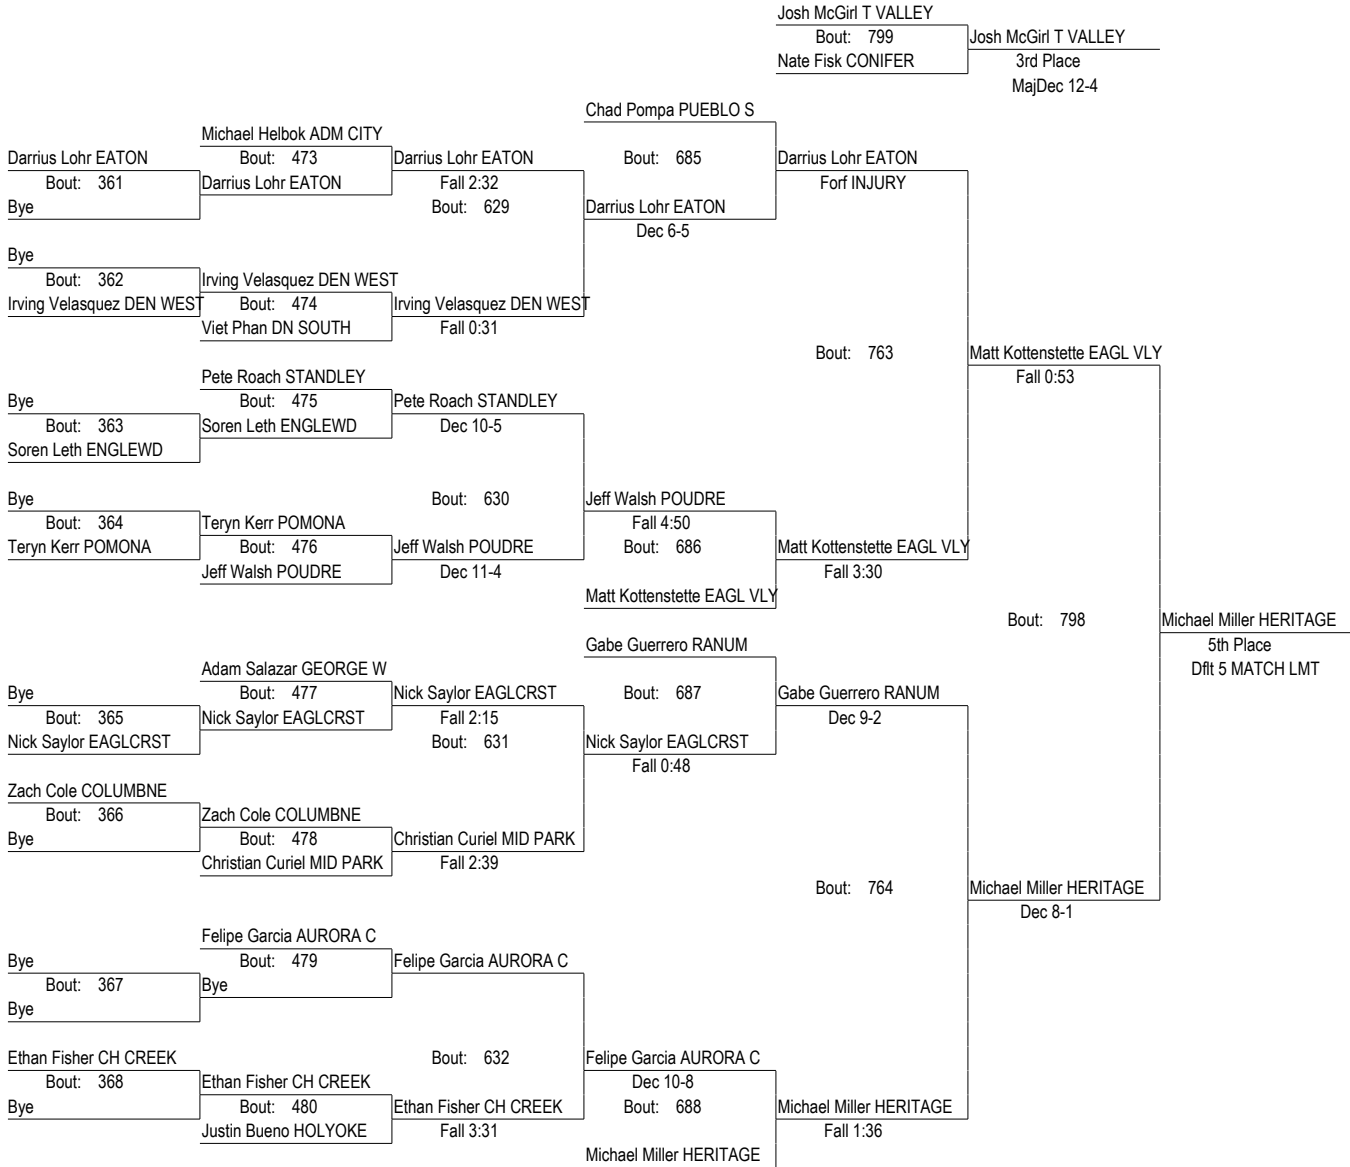 Josh McGirl T VALLEY
Bout: 799 Josh McGirl T VALLEY
Nate Fisk CONIFER 3rd Place
MajDec 12-4
Chad Pompa PUEBLO S
Michael Helbok ADM CITY
Darrius Lohr EATON Bout: 473 Darrius Lohr EATON Bout: 685 Darrius Lohr EATON
Bout: 361 Darrius Lohr EATON Fall 2:32 Forf INJURY
Bye Bout: 629 Darrius Lohr EATON
Dec 6-5
Bye
Bout: 362 Irving Velasquez DEN WEST
Irving Velasquez DEN WEST Bout: 474 Irving Velasquez DEN WEST
Viet Phan DN SOUTH Fall 0:31
Bout: 763 Matt Kottenstette EAGL VLY
Pete Roach STANDLEY Fall 0:53
Bye Bout: 475 Pete Roach STANDLEY
Bout: 363 Soren Leth ENGLEWD Dec 10-5
Soren Leth ENGLEWD
Bye Bout: 630 Jeff Walsh POUDRE
Bout: 364 Teryn Kerr POMONA Fall 4:50
Teryn Kerr POMONA Bout: 476 Jeff Walsh POUDRE Bout: 686 Matt Kottenstette EAGL VLY
Jeff Walsh POUDRE Dec 11-4 Fall 3:30
Matt Kottenstette EAGL VLY
Bout: 798 Michael Miller HERITAGE
Gabe Guerrero RANUM 5th Place
Adam Salazar GEORGE W Dflt 5 MATCH LMT
Bye Bout: 477 Nick Saylor EAGLCRST Bout: 687 Gabe Guerrero RANUM
Bout: 365 Nick Saylor EAGLCRST Fall 2:15 Dec 9-2
Nick Saylor EAGLCRST Bout: 631 Nick Saylor EAGLCRST
Fall 0:48
Zach Cole COLUMBNE
Bout: 366 Zach Cole COLUMBNE
Bye Bout: 478 Christian Curiel MID PARK
Christian Curiel MID PARK Fall 2:39
Bout: 764 Michael Miller HERITAGE
Dec 8-1
Felipe Garcia AURORA C
Bye Bout: 479 Felipe Garcia AURORA C
Bout: 367 Bye
Bye
Ethan Fisher CH CREEK Bout: 632 Felipe Garcia AURORA C
Bout: 368 Ethan Fisher CH CREEK Dec 10-8
Bye Bout: 480 Ethan Fisher CH CREEK Bout: 688 Michael Miller HERITAGE
Justin Bueno HOLYOKE Fall 3:31 Fall 1:36
Michael Miller HERITAGE